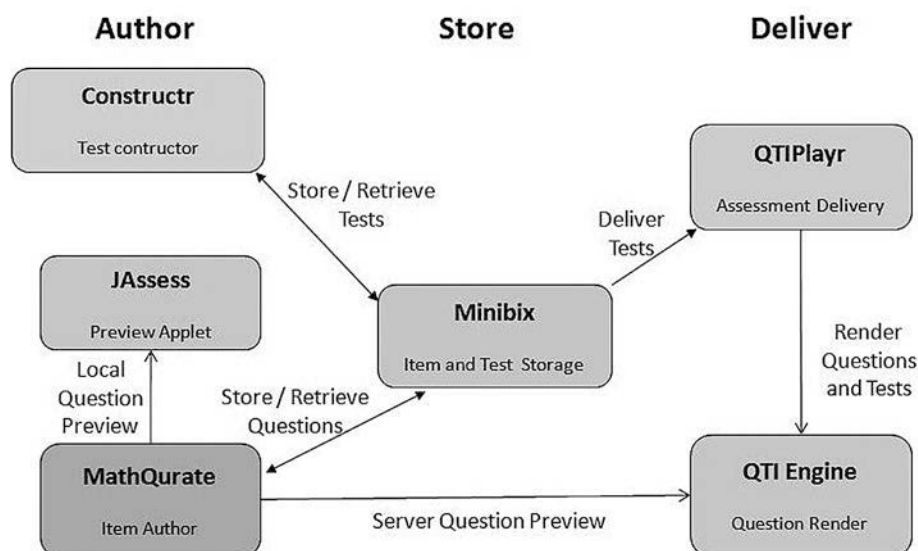 Author
Store
Deliver
Constructr
Test contructor
Store / Retrieve
Tests
QTIPlayr
Assessment Delivery
Deliver
Tests
JAssess
Preview Applet
Minibix
Item and Test Storage
Local
Question
Preview
Store / Retrieve
Questions
Render
Questions
and Tests
MathQurate
Item Author
Server Question Preview
QTI Engine
Question Render